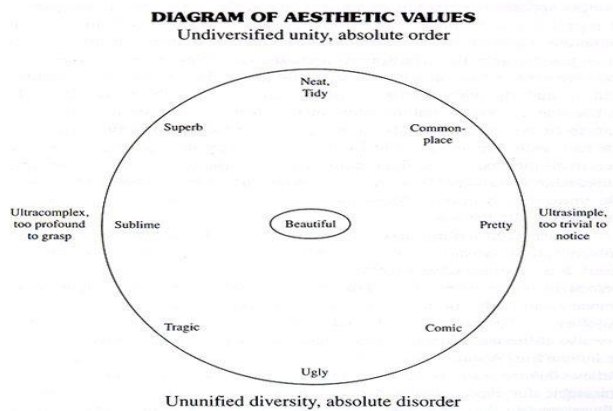 DIAGRAM OF AESTHETIC VALUES
Undiversified unity, absolute order
Neat,
Tidy
Superb
Common-
place
Ultracomplex,
too profound
to grasp
Sublime
Beautiful
Pretty
Ultrasimple,
too trivial to
notice
Tragic
Comic
Ugly
Ununified diversity, absolute disorder